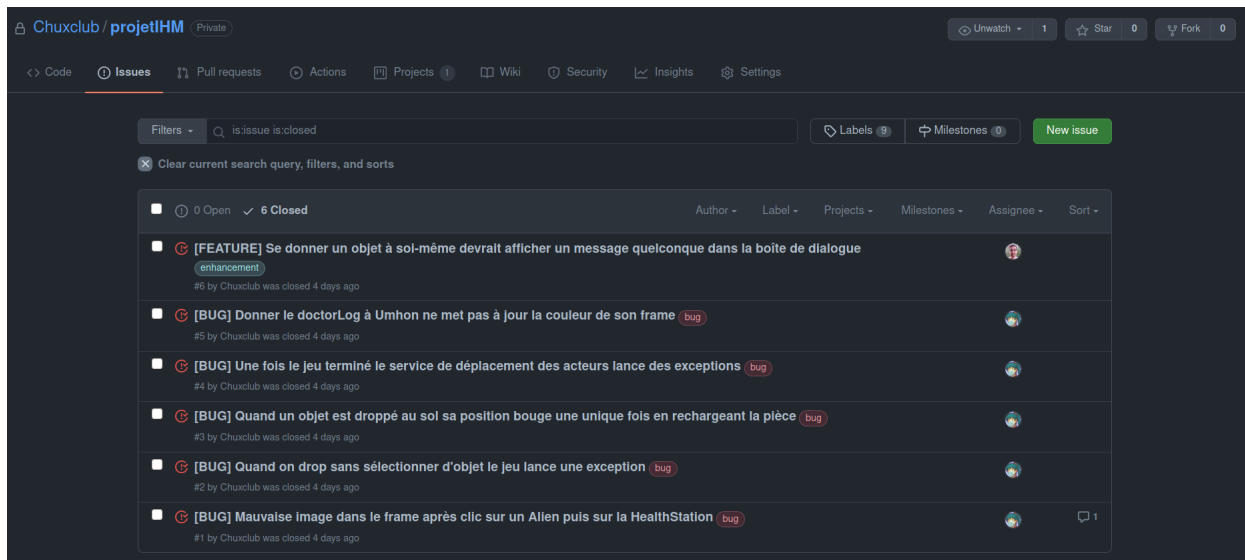 Chuxclub / projetIHM Private Unwatch 1 Star 0 Fork 0
Code Issues Pull requests Actions Projects 1 Wiki Security Insights Settings
Filters is:issue is:closed Labels 9 Milestones 0 New issue
Clear current search query, filters, and sorts
0 Open 6 Closed Author Label Projects Milestones Assignee Sort
[FEATURE] Se donner un objet à soi-même devrait afficher un message quelconque dans la boîte de dialogue
enhancement
#6 by Chuxclub was closed 4 days ago
[BUG] Donner le doctorLog à Umhon ne met pas à jour la couleur de son frame bug
#5 by Chuxclub was closed 4 days ago
[BUG] Une fois le jeu terminé le service de déplacement des acteurs lance des exceptions bug
#4 by Chuxclub was closed 4 days ago
[BUG] Quand un objet est droppé au sol sa position bouge une unique fois en rechargeant la pièce bug
#3 by Chuxclub was closed 4 days ago
[BUG] Quand on drop sans sélectionner d'objet le jeu lance une exception bug
#2 by Chuxclub was closed 4 days ago
[BUG] Mauvaise image dans le frame après clic sur un Alien puis sur la HealthStation bug 1
#1 by Chuxclub was closed 4 days ago